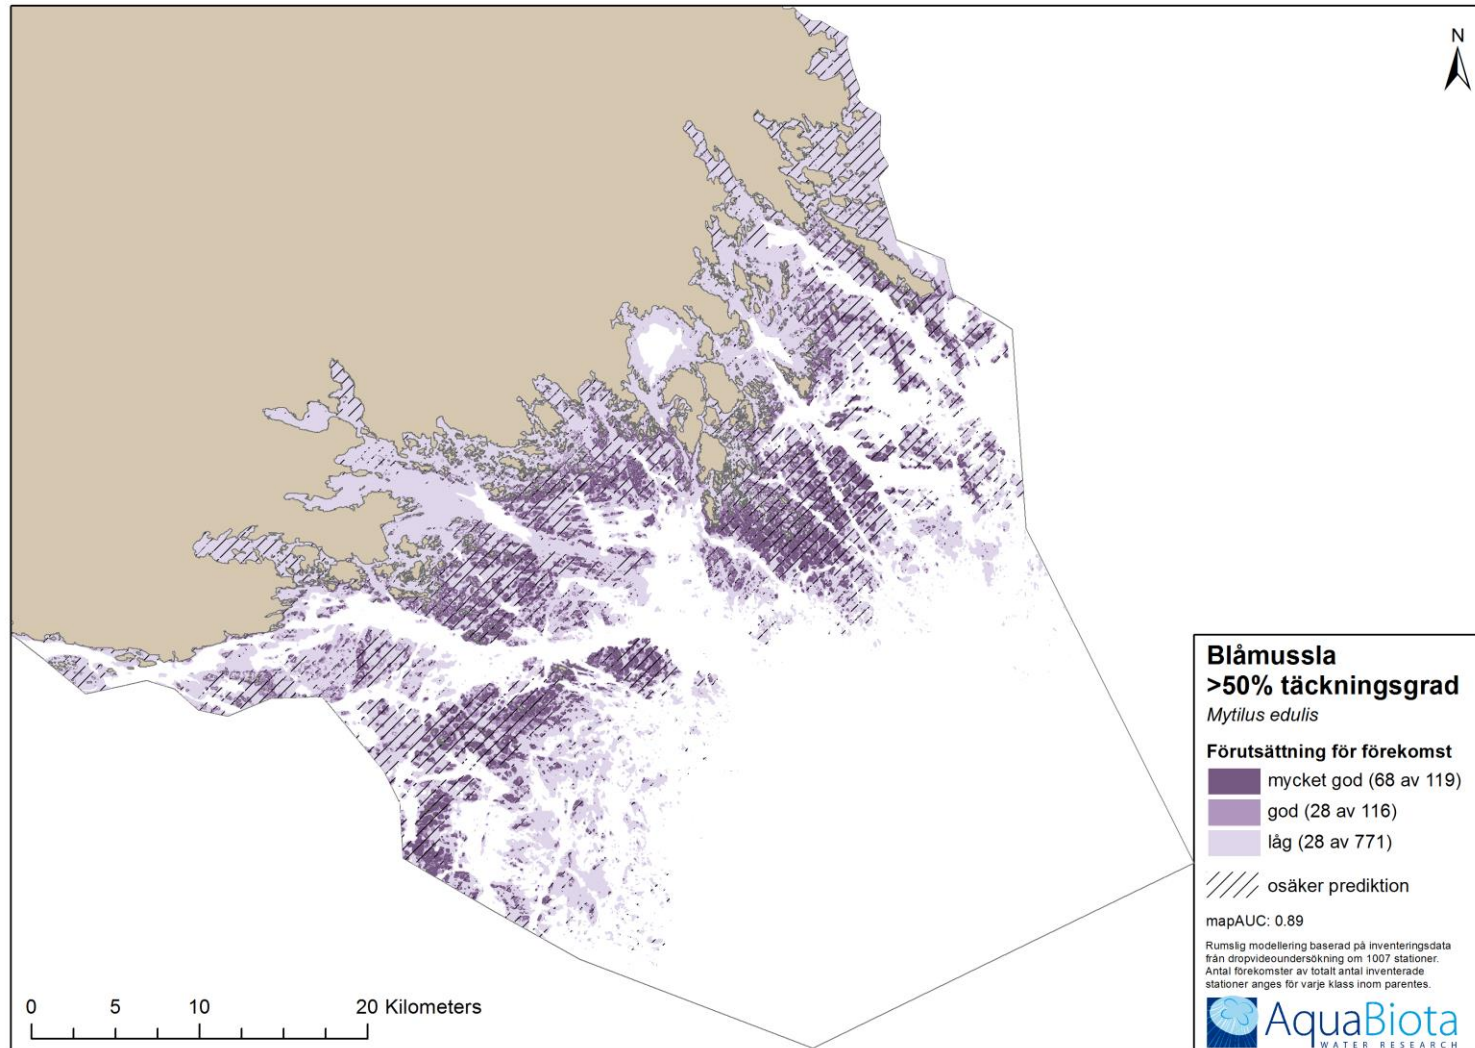 N
Blåmussla
>50% täckningsgrad
Mytilus edulis
Förutsättning för förekomst
mycket god (68 av 119)
god (28 av 116)
låg (28 av 771)
osäker prediktion
mapAUC: 0.89
Rumslig modellering baserad på inventeringsdata
från dropvideoundersökning om 1007 stationer.
Antal förekomster av totalt antal inventerade
stationer anges för varje klass inom parentes.
AquaBiota
WATER RESEARCH
0 5 10 20 Kilometers